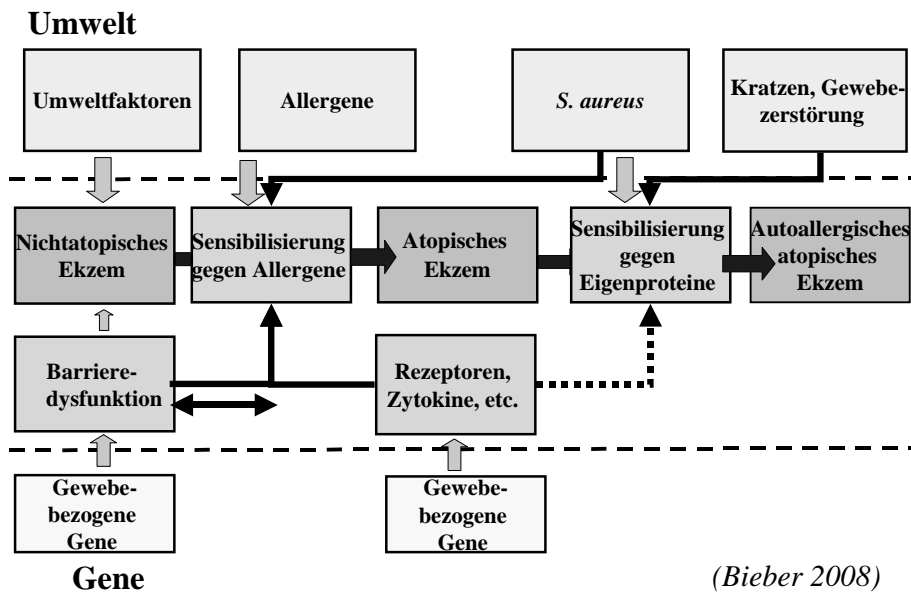 Umwelt
Umweltfaktoren
Allergene
S. aureus
Kratzen, Gewebe-
zerstörung
Nichtatopisches
Ekzem
Sensibilisierung
gegen Allergene
Atopisches
Ekzem
Sensibilisierung
gegen
Eigenproteine
Autoallergisches
atopisches
Ekzem
Barriere-
dysfunktion
Rezeptoren,
Zytokine, etc.
Gewebe-
bezogene
Gene
Gewebe-
bezogene
Gene
Gene
(Bieber 2008)